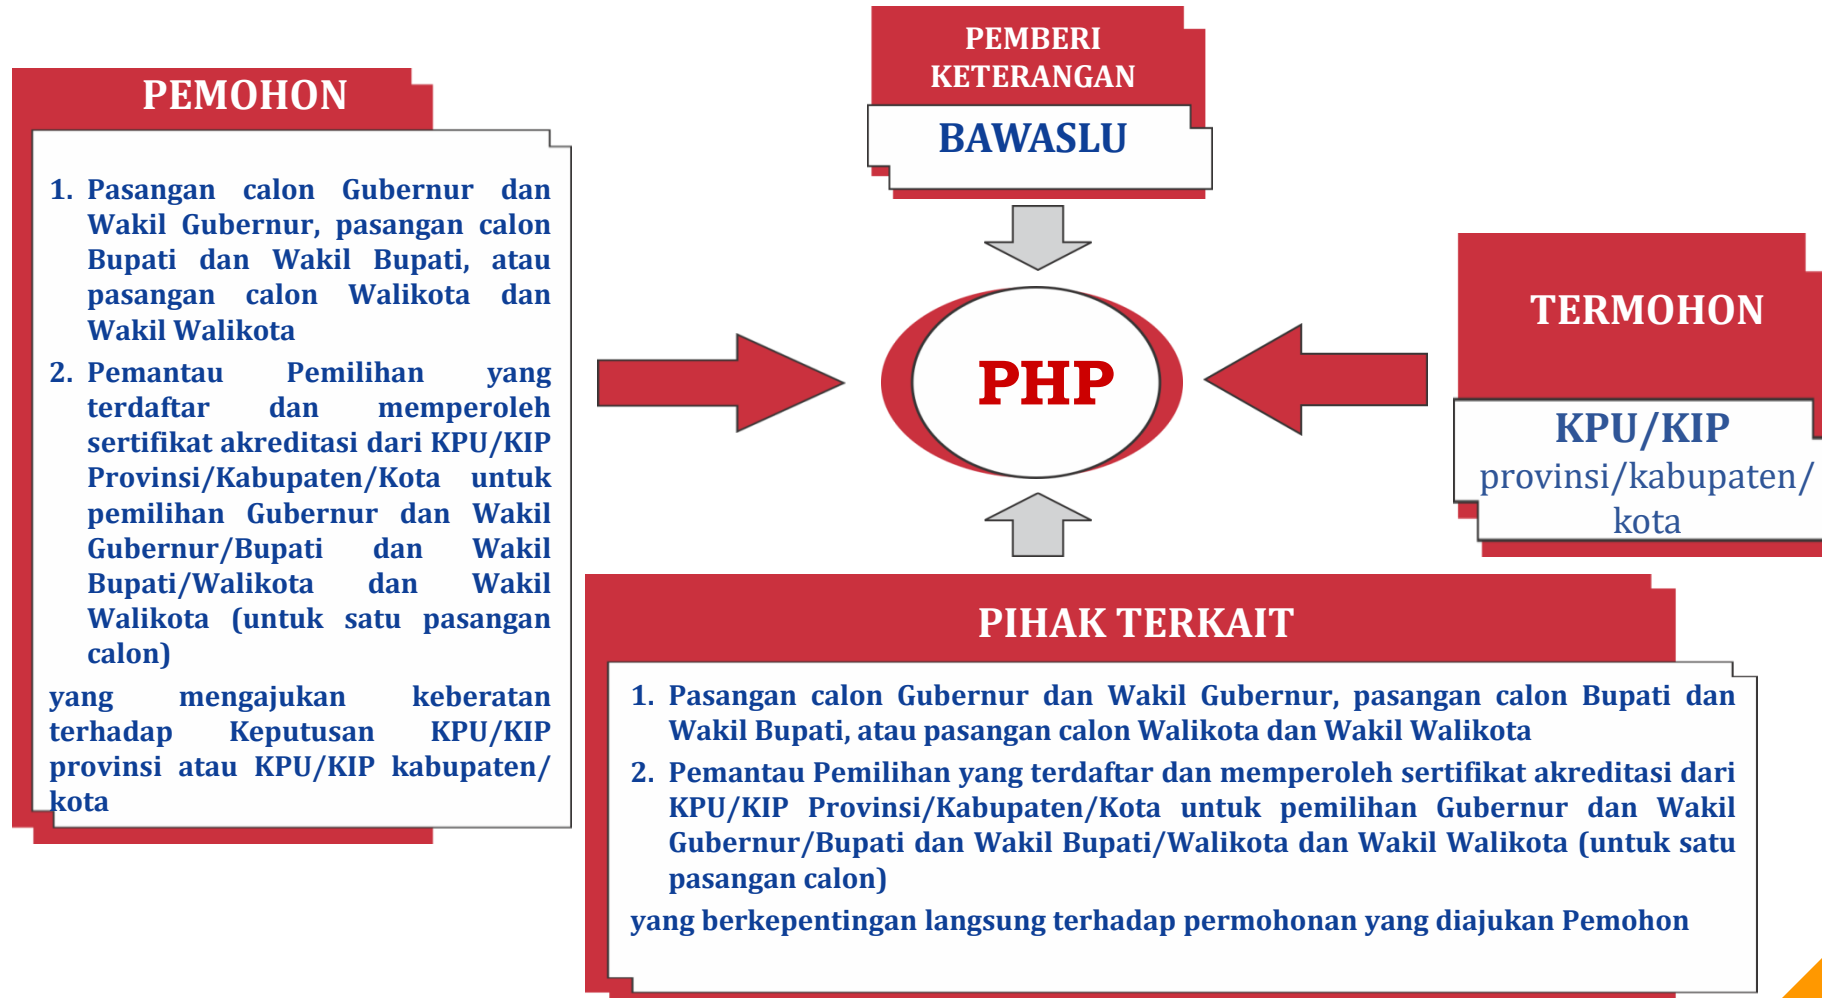 PEMOHON
1. Pasangan calon Gubernur dan
Wakil Gubernur, pasangan calon
Bupati dan Wakil Bupati, atau
pasangan calon Walikota dan
Wakil Walikota
2. Pemantau Pemilihan yang
terdaftar dan memperoleh
sertifikat akreditasi dari KPU/KIP
Provinsi/Kabupaten/Kota untuk
pemilihan Gubernur dan Wakil
Gubernur/Bupati dan Wakil
Bupati/Walikota dan Wakil
Walikota (untuk satu pasangan
calon)
yang mengajukan keberatan
terhadap Keputusan KPU/KIP
provinsi atau KPU/KIP kabupaten/
kota
PEMBERI
KETERANGAN
BAWASLU
PHP
TERMOHON
KPU/KIP
provinsi/kabupaten/
kota
PIHAK TERKAIT
1. Pasangan calon Gubernur dan Wakil Gubernur, pasangan calon Bupati dan
Wakil Bupati, atau pasangan calon Walikota dan Wakil Walikota
2. Pemantau Pemilihan yang terdaftar dan memperoleh sertifikat akreditasi dari
KPU/KIP Provinsi/Kabupaten/Kota untuk pemilihan Gubernur dan Wakil
Gubernur/Bupati dan Wakil Bupati/Walikota dan Wakil Walikota (untuk satu
pasangan calon)
yang berkepentingan langsung terhadap permohonan yang diajukan Pemohon